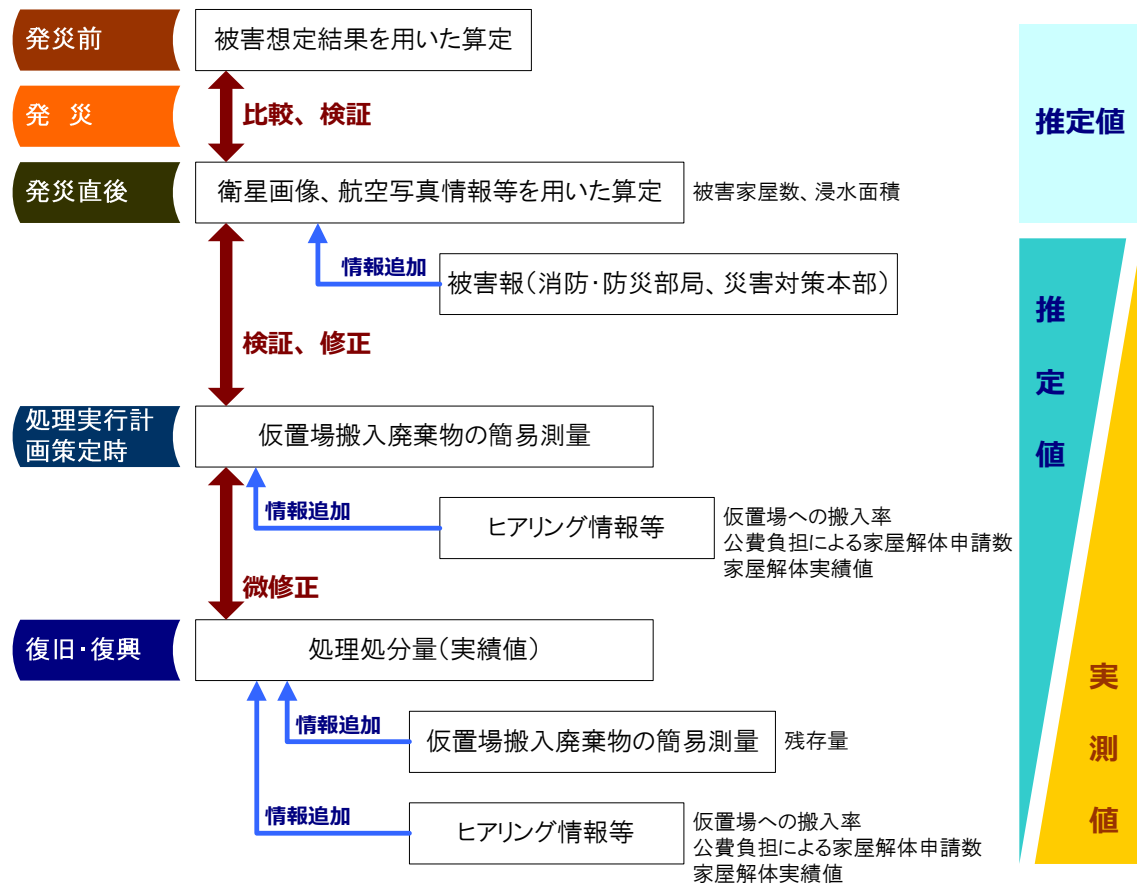 発災前
被害想定結果を用いた算定
発 災
比較、検証
推定値
発災直後
衛星画像、航空写真情報等を用いた算定
被害家屋数、浸水面積
情報追加
被害報（消防・防災部局、災害対策本部）
検証、修正
推定値
処理実行計
画策定時
仮置場搬入廃棄物の簡易測量
情報追加
ヒアリング情報等
仮置場への搬入率
公費負担による家屋解体申請数
家屋解体実績値
微修正
復旧・復興
処理処分量（実績値）
実測値
情報追加
仮置場搬入廃棄物の簡易測量
残存量
情報追加
ヒアリング情報等
仮置場への搬入率
公費負担による家屋解体申請数
家屋解体実績値